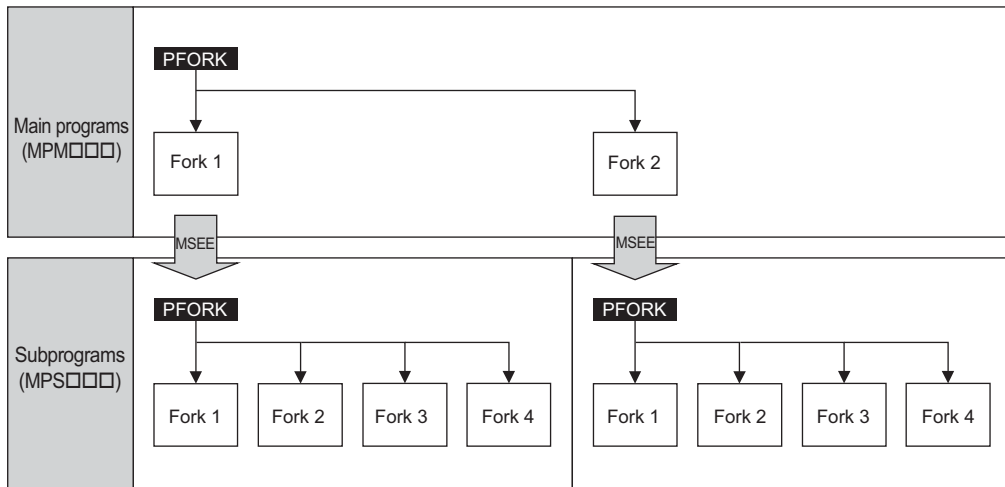 PFORK
Main programs
(MPM□□□)
Fork 1
Fork 2
MSEE
MSEE
PFORK
PFORK
Subprograms
(MPS□□□)
Fork 1
Fork 2
Fork 3
Fork 4
Fork 1
Fork 2
Fork 3
Fork 4